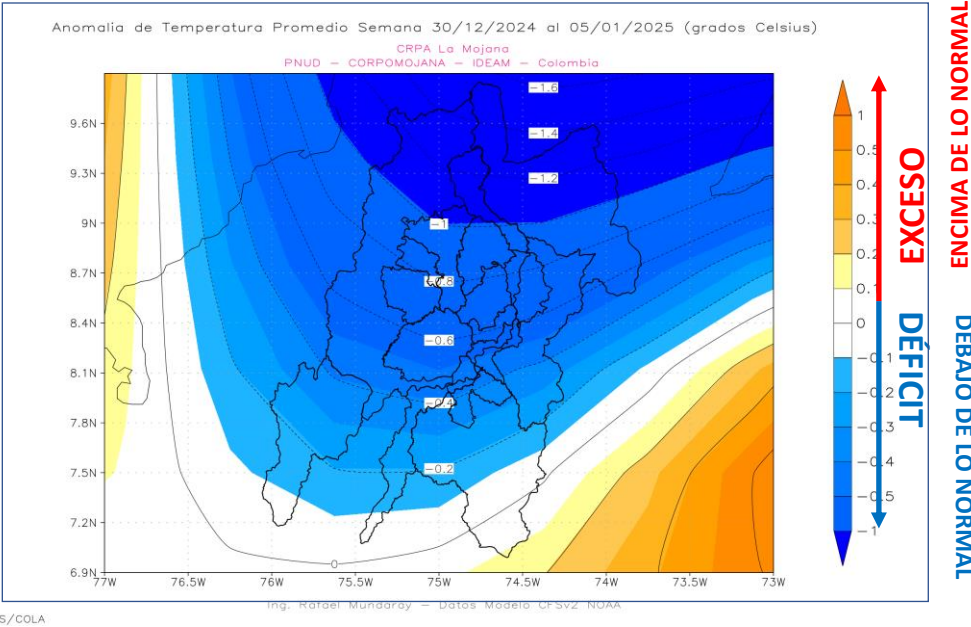 Anomalia de Temperatura Promedio Semana 30/12/2024 al 05/01/2025 (grados Celsius)
CRPA La Mojana
PNUD – CORPOMOJANA – IDEAM – Colombia
9.6N
9.3N
9N
8.7N
8.4N
8.1N
7.8N
7.5N
7.2N
6.9N
77W
76.5W
76W
75.5W
75W
74.5W
74W
73.5W
73W
-1.6
-1.4
-1.2
-1
-0.8
-0.6
-0.4
-0.2
0
1
0.5
0.4
0.3
0.2
0.1
0
-0.1
-0.2
-0.3
-0.4
-0.5
-1
EXCESO
DÉFICIT
ENCIMA DE LO NORMAL
DEBAJO DE LO NORMAL
Ing. Rafael Mundaray – Datos Modelo CFSv2 NOAA
S/COLA